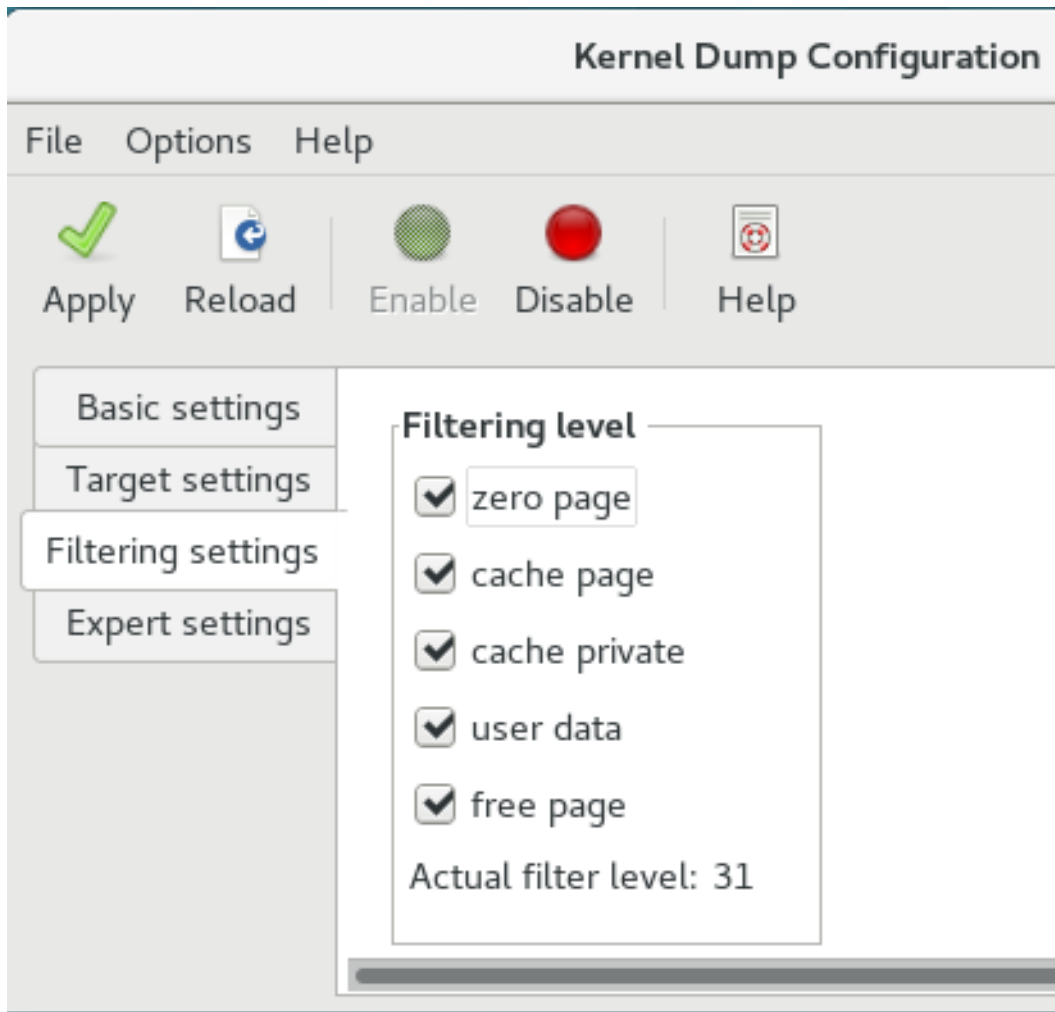 Kernel Dump Configuration
File Options Help
Apply Reload Enable Disable Help
Basic settings
Target settings
Filtering settings
Expert settings
Filtering level
zero page
cache page
cache private
user data
free page
Actual filter level: 31